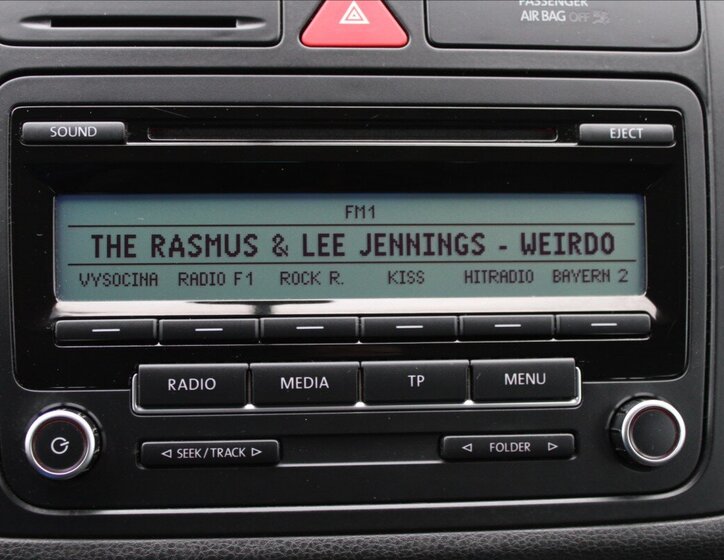 PASSENGER
AIR BAG OFF
SOUND
EJECT
FM1
THE RASMUS & LEE JENNINGS - WEIRDO
VYSOCINA RADIO F1 ROCK R. KISS HITRADIO BAYERN 2
RADIO MEDIA TP MENU
SEEK/TRACK FOLDER